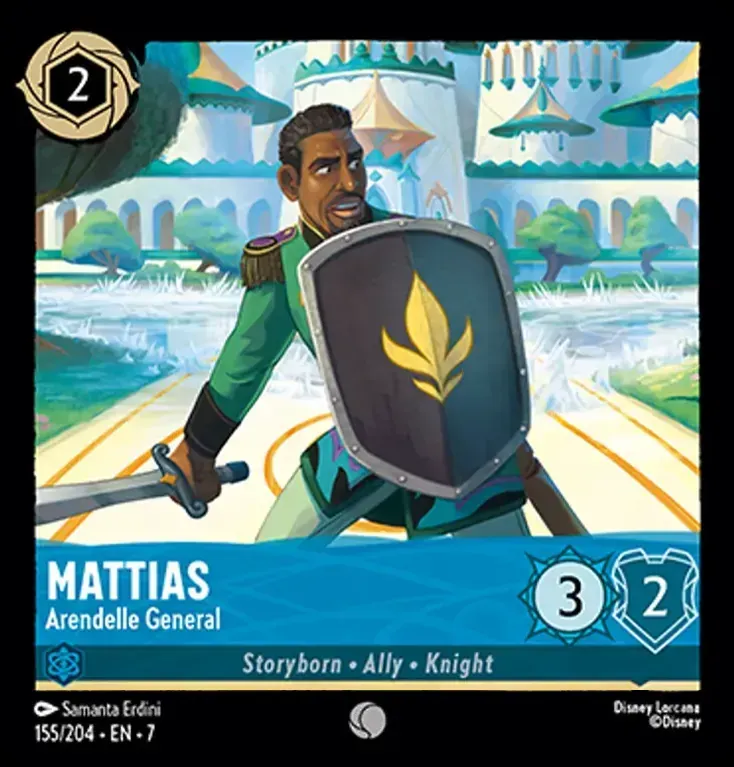 2
MATTIAS
Arendelle General
3
2
Storyborn • Ally • Knight
Samanta Erdini
155/204 • EN • 7
Disney Lorcana
©Disney